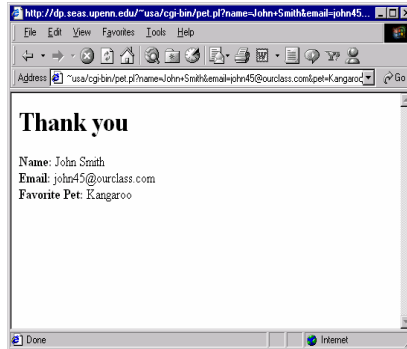 http://dp.seas.upenn.edu/~usa/cgi-bin/pet.pl?name=John+Smith&email=john45...
File Edit View Favorites Tools Help
Address ~usa/cgi-bin/pet.pl?name=John+Smith&email=john45@ourclass.com&pet=Kangaroo Go
Thank you
Name: John Smith
Email: john45@ourclass.com
Favorite Pet: Kangaroo
Done Internet